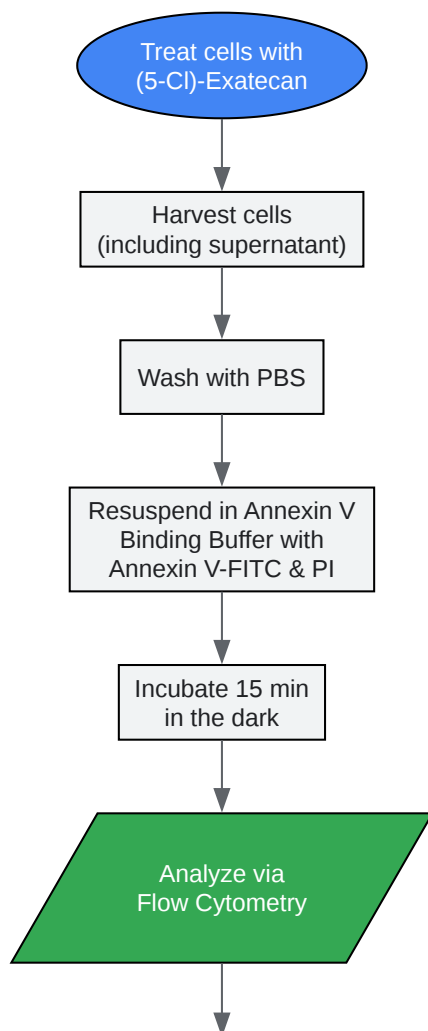 Treat cells with
(5-Cl)-Exatecan
Harvest cells
(including supernatant)
Wash with PBS
Resuspend in Annexin V
Binding Buffer with
Annexin V-FITC & PI
Incubate 15 min
in the dark
Analyze via
Flow Cytometry